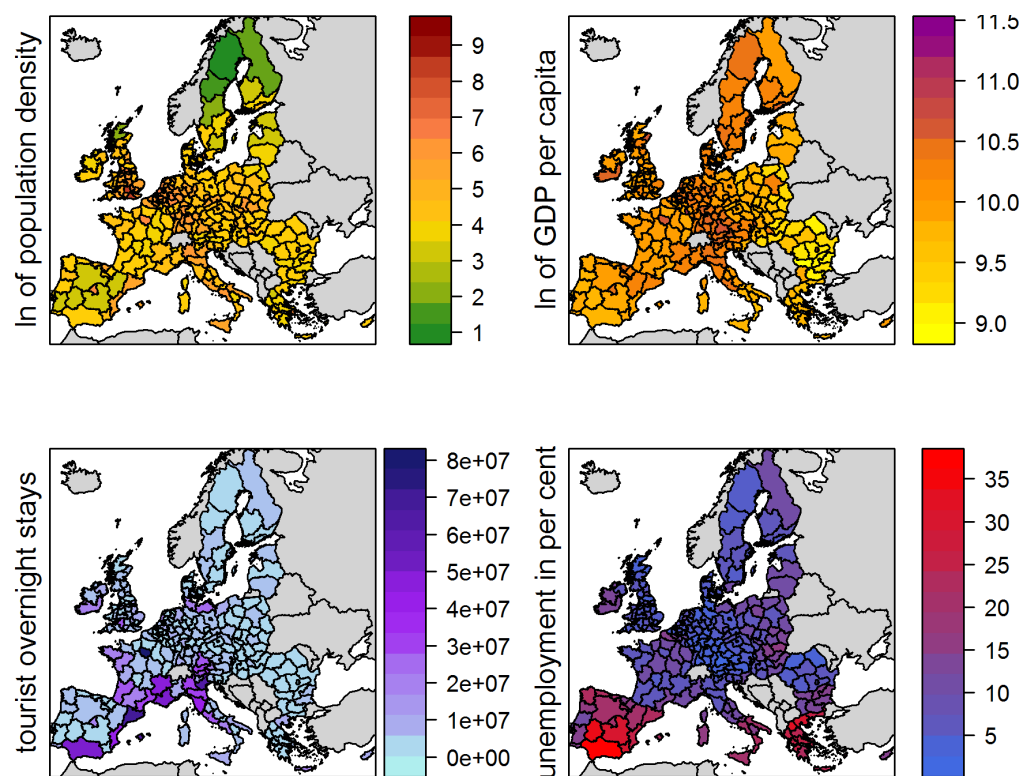 ln of population density
9
8
7
6
5
4
3
2
1
ln of GDP per capita
11.5
11.0
10.5
10.0
9.5
9.0
tourist overnight stays
8e+07
7e+07
6e+07
5e+07
4e+07
3e+07
2e+07
1e+07
0e+00
unemployment in per cent
35
30
25
20
15
10
5